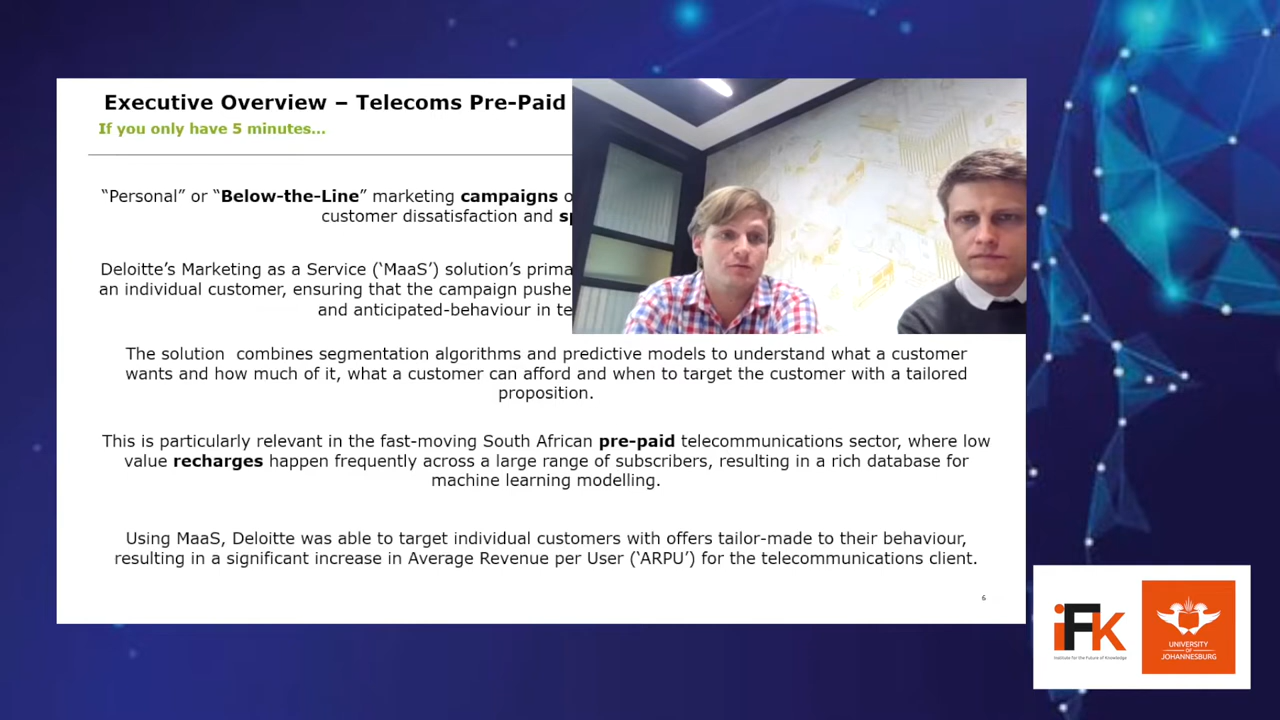 Executive Overview – Telecoms Pre-Paid
If you only have 5 minutes...
“Personal” or “Below-the-Line” marketing campaigns
customer dissatisfaction and
Deloitte’s Marketing as a Service (‘MaaS’) solution’s
an individual customer, ensuring that the campaign
and anticipated-behaviour in
The solution combines segmentation algorithms and predictive models to understand what a customer
wants and how much of it, what a customer can afford and when to target the customer with a tailored
proposition.
This is particularly relevant in the fast-moving South African pre-paid telecommunications sector, where low
value recharges happen frequently across a large range of subscribers, resulting in a rich database for
machine learning modelling.
Using MaaS, Deloitte was able to target individual customers with offers tailor-made to their behaviour,
resulting in a significant increase in Average Revenue per User (‘ARPU’) for the telecommunications client.
6
iFK
Institute for the Future of Knowledge
UNIVERSITY
OF
JOHANNESBURG